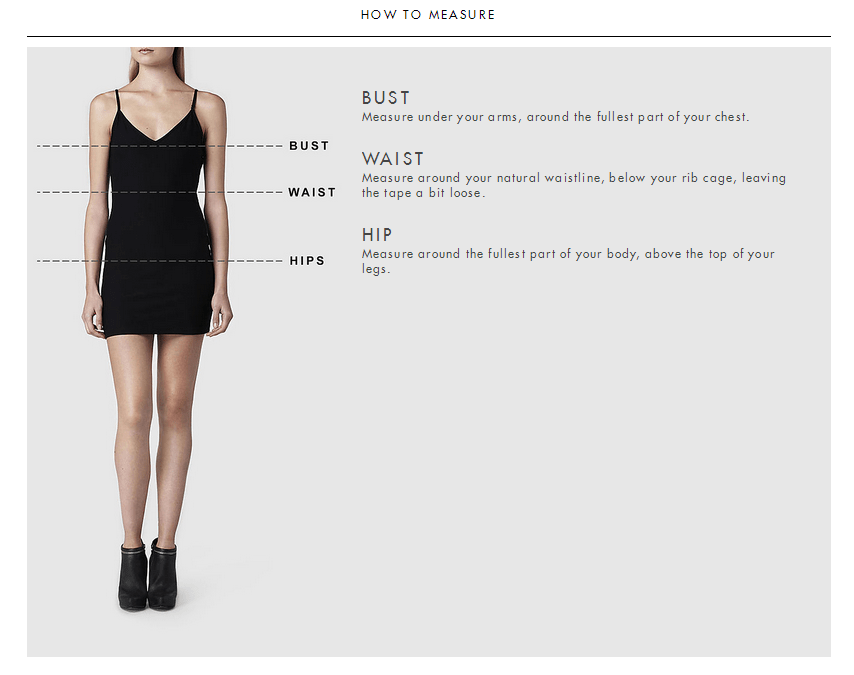 HOW TO MEASURE
BUST
Measure under your arms, around the fullest part of your chest.
BUST
WAIST
Measure around your natural waistline, below your rib cage, leaving
the tape a bit loose.
WAIST
HIP
Measure around the fullest part of your body, above the top of your
legs.
HIPS